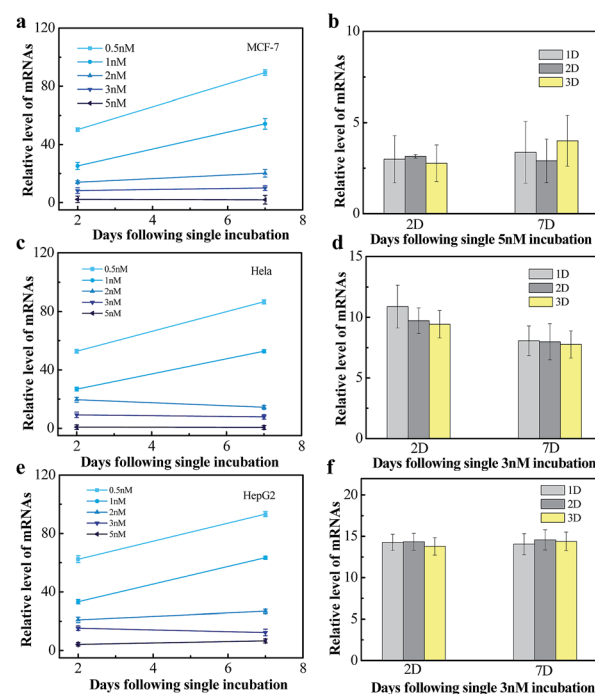 a
Relative level of mRNAs
120
80
40
0
0.5nM
1nM
2nM
3nM
5nM
MCF-7
2 4 6 8
Days following single incubation
b
Relative level of mRNAs
10
5
0
1D
2D
3D
2D 7D
Days following single 5nM incubation
c
Relative level of mRNAs
120
80
40
0
0.5nM
1nM
2nM
3nM
5nM
Hela
2 4 6 8
Days following single incubation
d
Relative level of mRNAs
15
10
5
0
1D
2D
3D
2D 7D
Days following single 3nM incubation
e
Relative level of mRNAs
120
80
40
0
0.5nM
1nM
2nM
3nM
5nM
HepG2
2 4 6 8
Days following single incubation
f
Relative level of mRNAs
20
15
10
5
0
1D
2D
3D
2D 7D
Days following single 3nM incubation